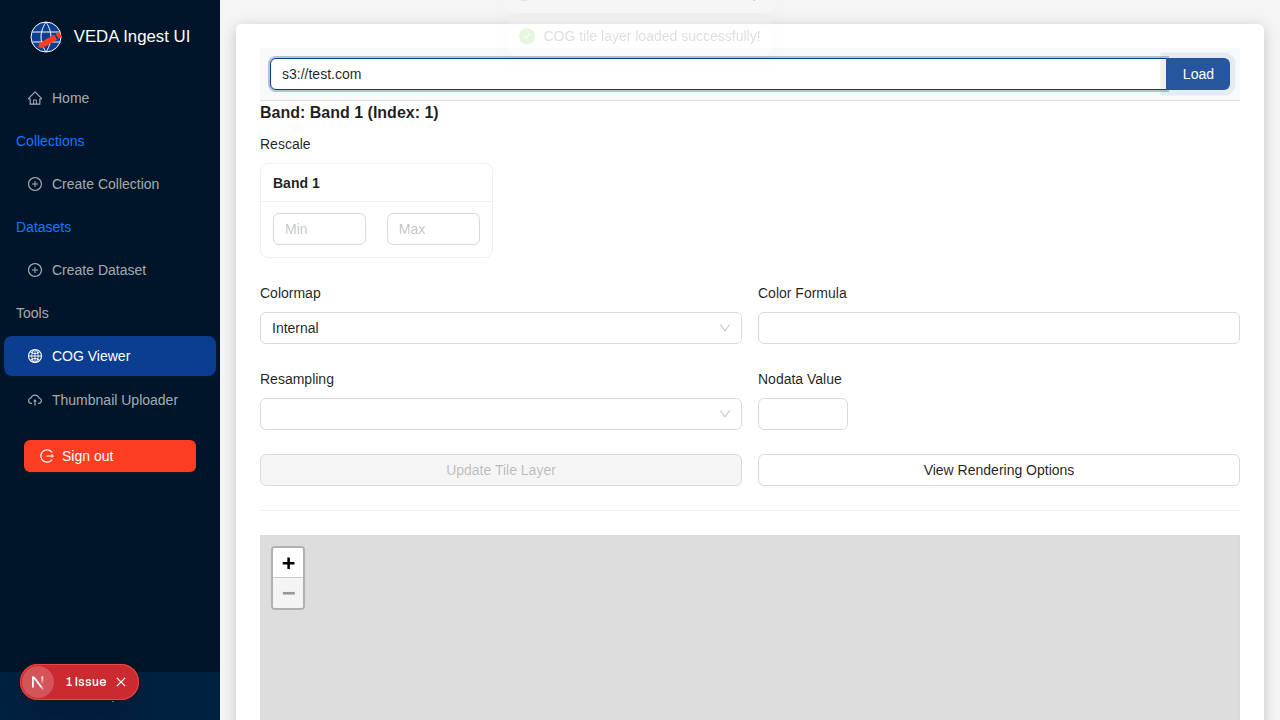 VEDA Ingest UI
Home
Collections
Create Collection
Datasets
Create Dataset
Tools
COG Viewer
Thumbnail Uploader
Sign out
1 Issue
COG tile layer loaded successfully!
s3://test.com
Load
Band: Band 1 (Index: 1)
Rescale
Band 1
Min
Max
Colormap
Color Formula
Internal
Resampling
Nodata Value
Update Tile Layer
View Rendering Options
+
−